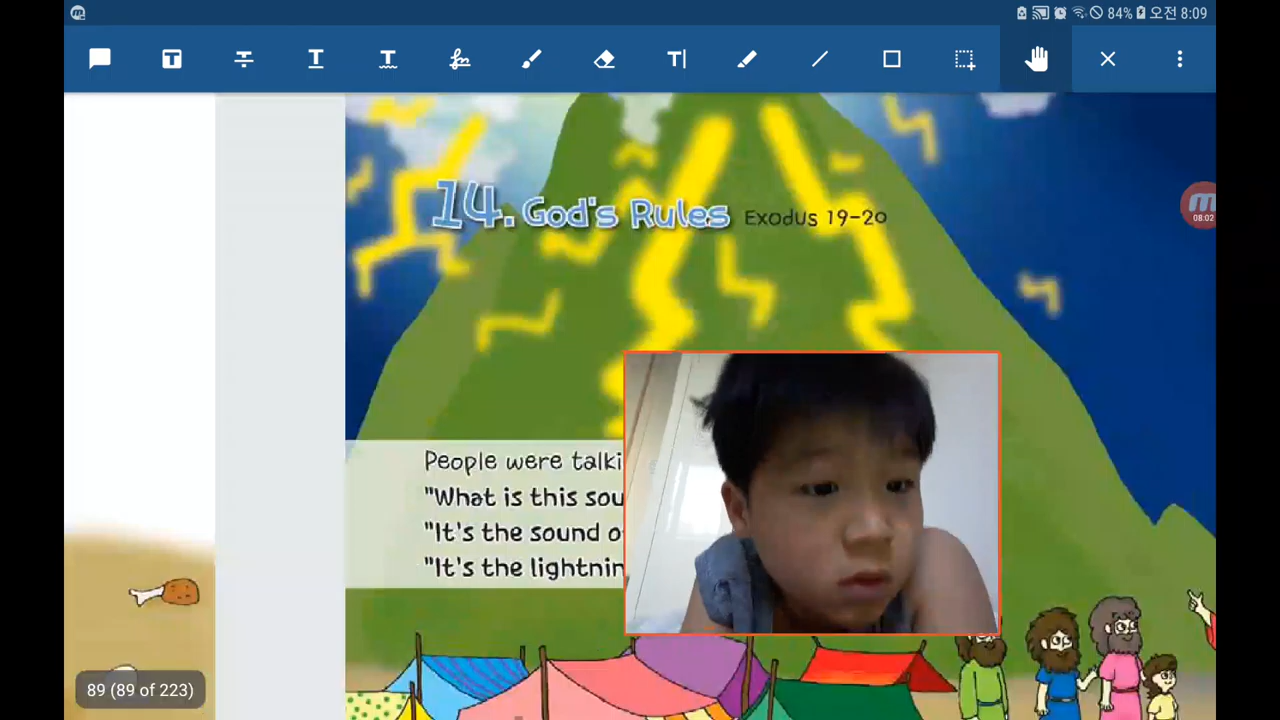 84% 오전 8:09
14. God's Rules Exodus 19-20
08:02
People were talki
"What is this sou
"It's the sound o
"It's the lightnin
89 (89 of 223)